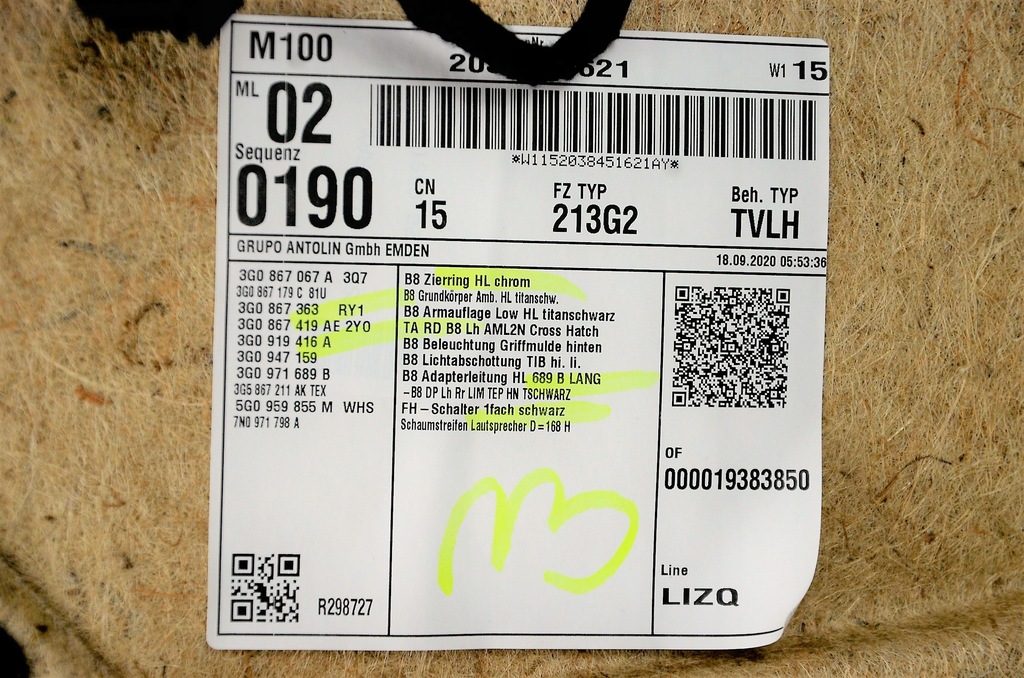 M100
W1 15
ML 02
*W1152038451621AY*
Sequenz
0190
CN
15
FZ TYP
213G2
Beh. TYP
TVLH
GRUPO ANTOLIN Gmbh EMDEN
18.09.2020 05:53:36
3G0 867 067 A 3Q7
3G0 867 179 C 81U
3G0 867 363 RY1
3G0 867 419 AE 2Y0
3G0 919 416 A
3G0 947 159
3G0 971 689 B
3G5 867 211 AK TEX
5G0 959 855 M WHS
7N0 971 798 A
B8 Zierring HL chrom
B8 Grundkörper Amb. HL titanschw.
B8 Armauflage Low HL titanschwarz
TA RD B8 Lh AML2N Cross Hatch
B8 Beleuchtung Griffmulde hinten
B8 Lichtabschottung TIB hi. li.
B8 Adapterleitung HL 689 B LANG
–B8 DP Lh Rr LIM TEP HN TSCHWARZ
FH – Schalter 1fach schwarz
Schaumstreifen Lautsprecher D=168 H
OF
000019383850
Line
LIZQ
R298727